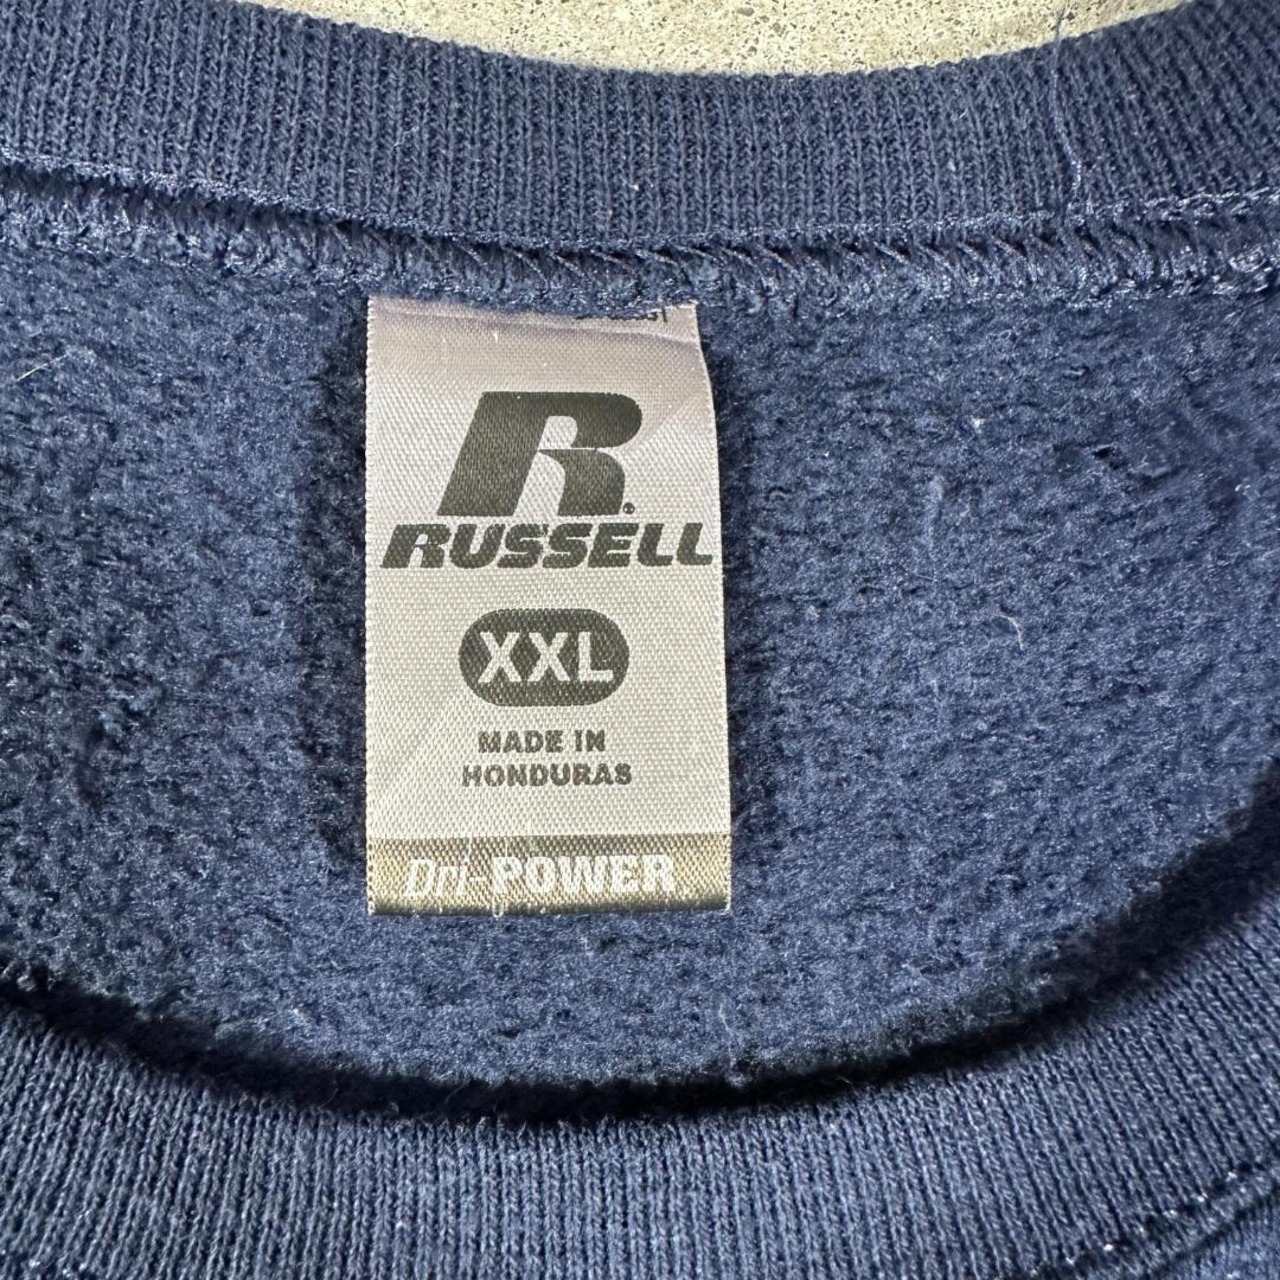 R
RUSSELL
XXL
MADE IN
HONDURAS
Dri-POWER